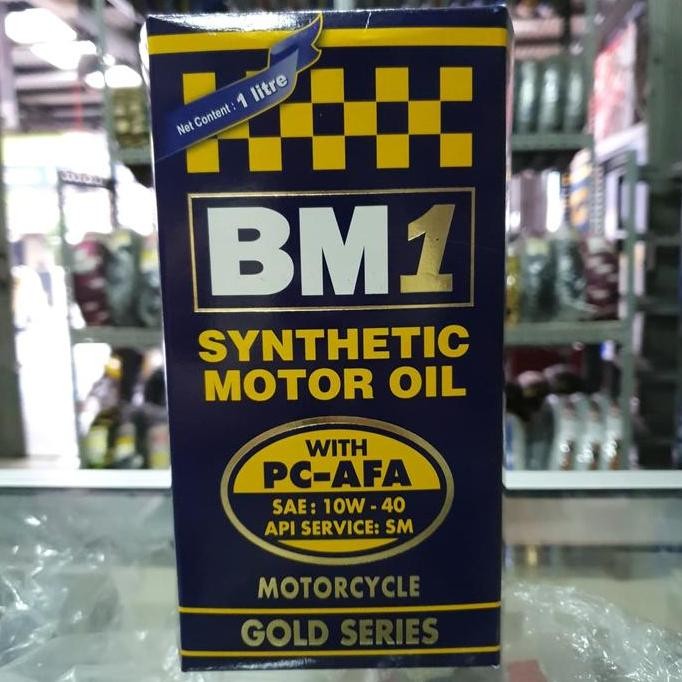 Net Content : 1 litre
BM1
SYNTHETIC
MOTOR OIL
WITH
PC-AFA
SAE : 10W - 40
API SERVICE: SM
MOTORCYCLE
GOLD SERIES